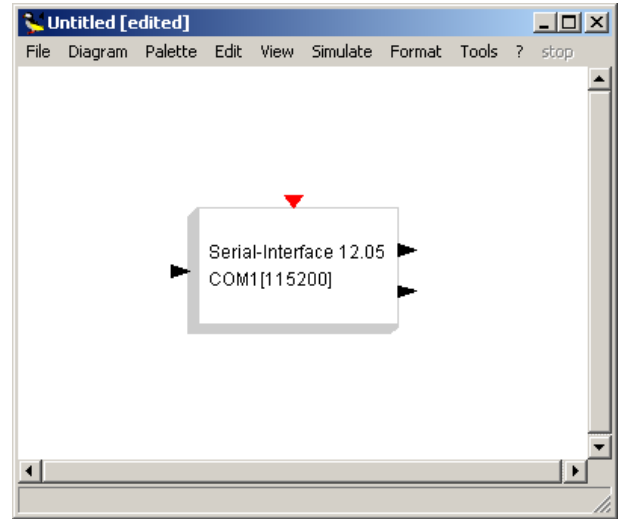 Untitled [edited]
File Diagram Palette Edit View Simulate Format Tools ? stop
Serial-Interface 12.05
COM1[115200]